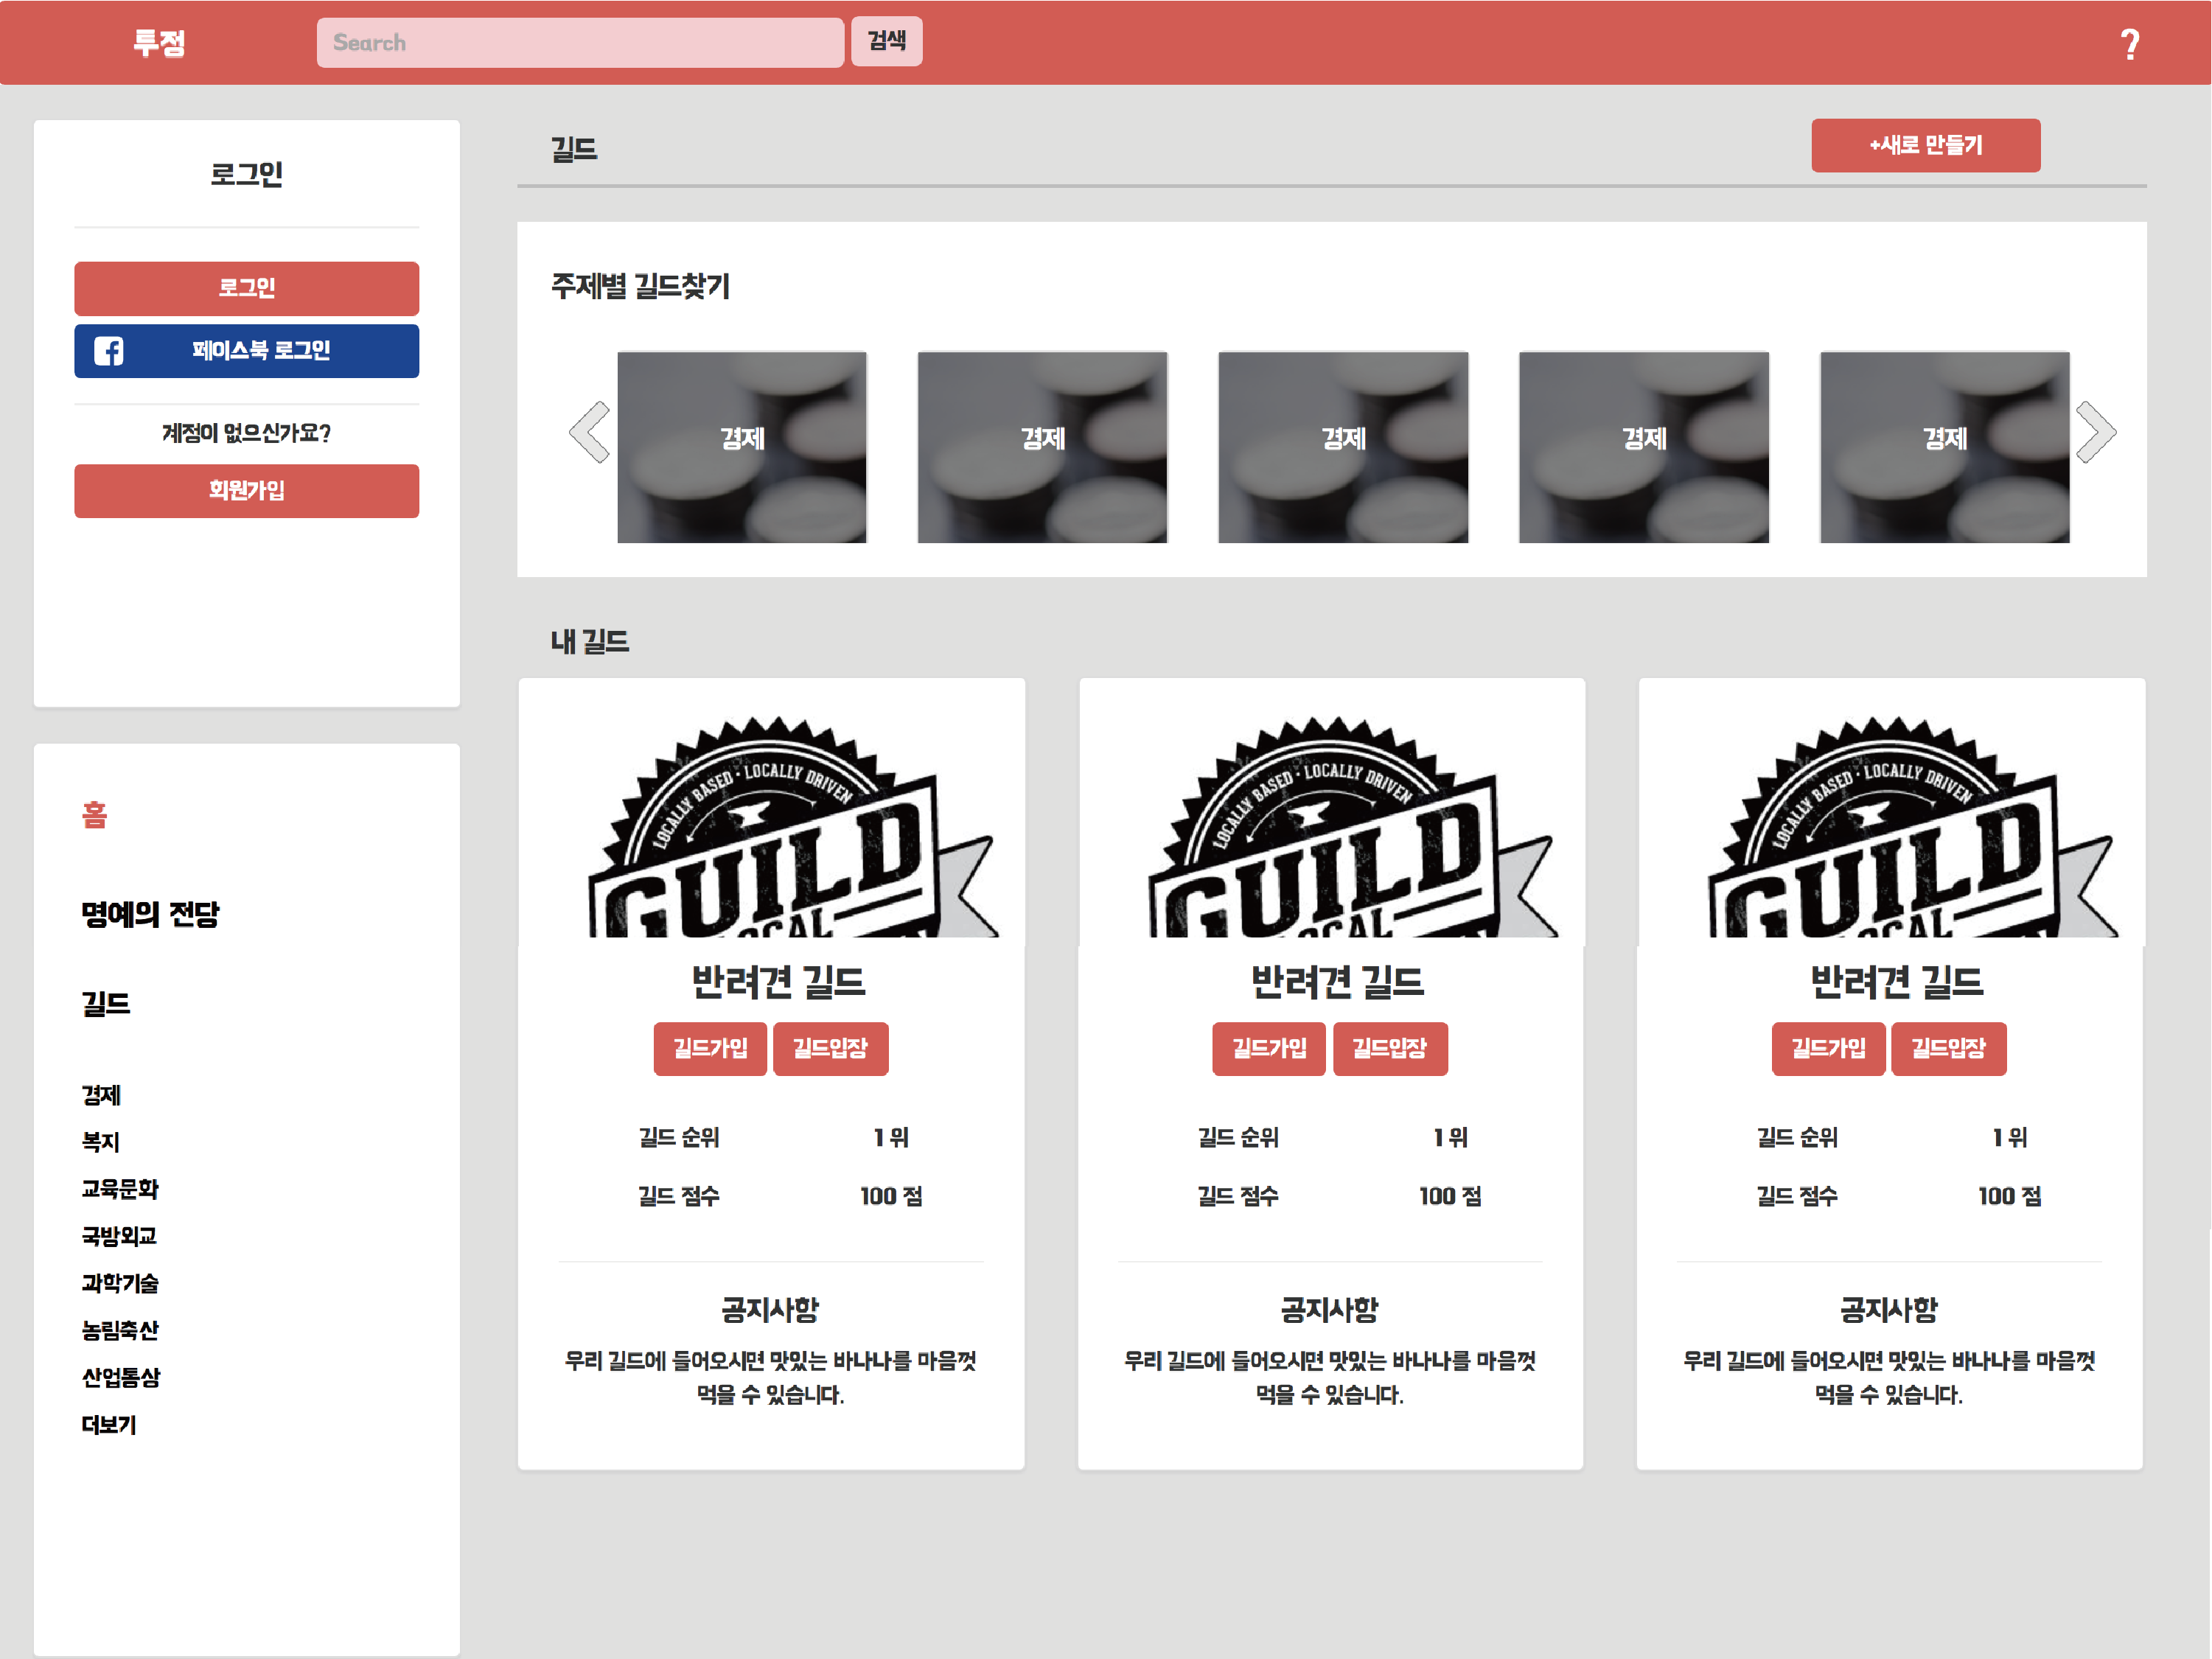 투정
Search
검색
?
로그인
로그인
페이스북 로그인
계정이 없으신가요?
회원가입
홈
명예의 전당
길드
경제
복지
교육문화
국방외교
과학기술
농림축산
산업통상
더보기
길드
+새로 만들기
주제별 길드찾기
경제
경제
경제
경제
경제
내 길드
LOCALLY BASED · LOCALLY DRIVEN
GUILD
반려견 길드
길드가입 길드입장
길드 순위 1 위
길드 점수 100 점
공지사항
우리 길드에 들어오시면 맛있는 바나나를 마음껏
먹을 수 있습니다.
LOCALLY BASED · LOCALLY DRIVEN
GUILD
반려견 길드
길드가입 길드입장
길드 순위 1 위
길드 점수 100 점
공지사항
우리 길드에 들어오시면 맛있는 바나나를 마음껏
먹을 수 있습니다.
LOCALLY BASED · LOCALLY DRIVEN
GUILD
반려견 길드
길드가입 길드입장
길드 순위 1 위
길드 점수 100 점
공지사항
우리 길드에 들어오시면 맛있는 바나나를 마음껏
먹을 수 있습니다.